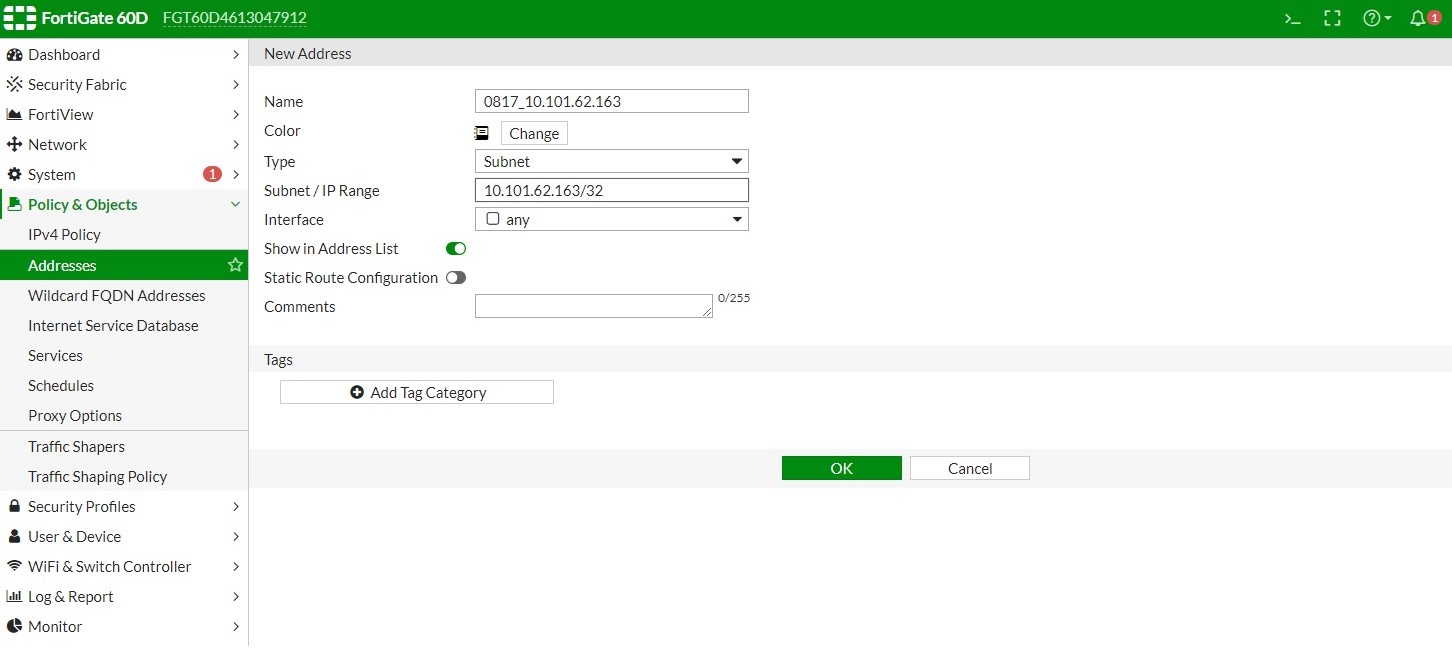 FortiGate 60D FGT60D4613047912 1
Dashboard
Security Fabric
FortiView
Network
System 1
Policy & Objects
IPv4 Policy
Addresses
Wildcard FQDN Addresses
Internet Service Database
Services
Schedules
Proxy Options
Traffic Shapers
Traffic Shaping Policy
Security Profiles
User & Device
WiFi & Switch Controller
Log & Report
Monitor
New Address
Name 0817_10.101.62.163
Color Change
Type Subnet
Subnet / IP Range 10.101.62.163/32
Interface any
Show in Address List
Static Route Configuration
Comments 0/255
Tags
Add Tag Category
OK Cancel